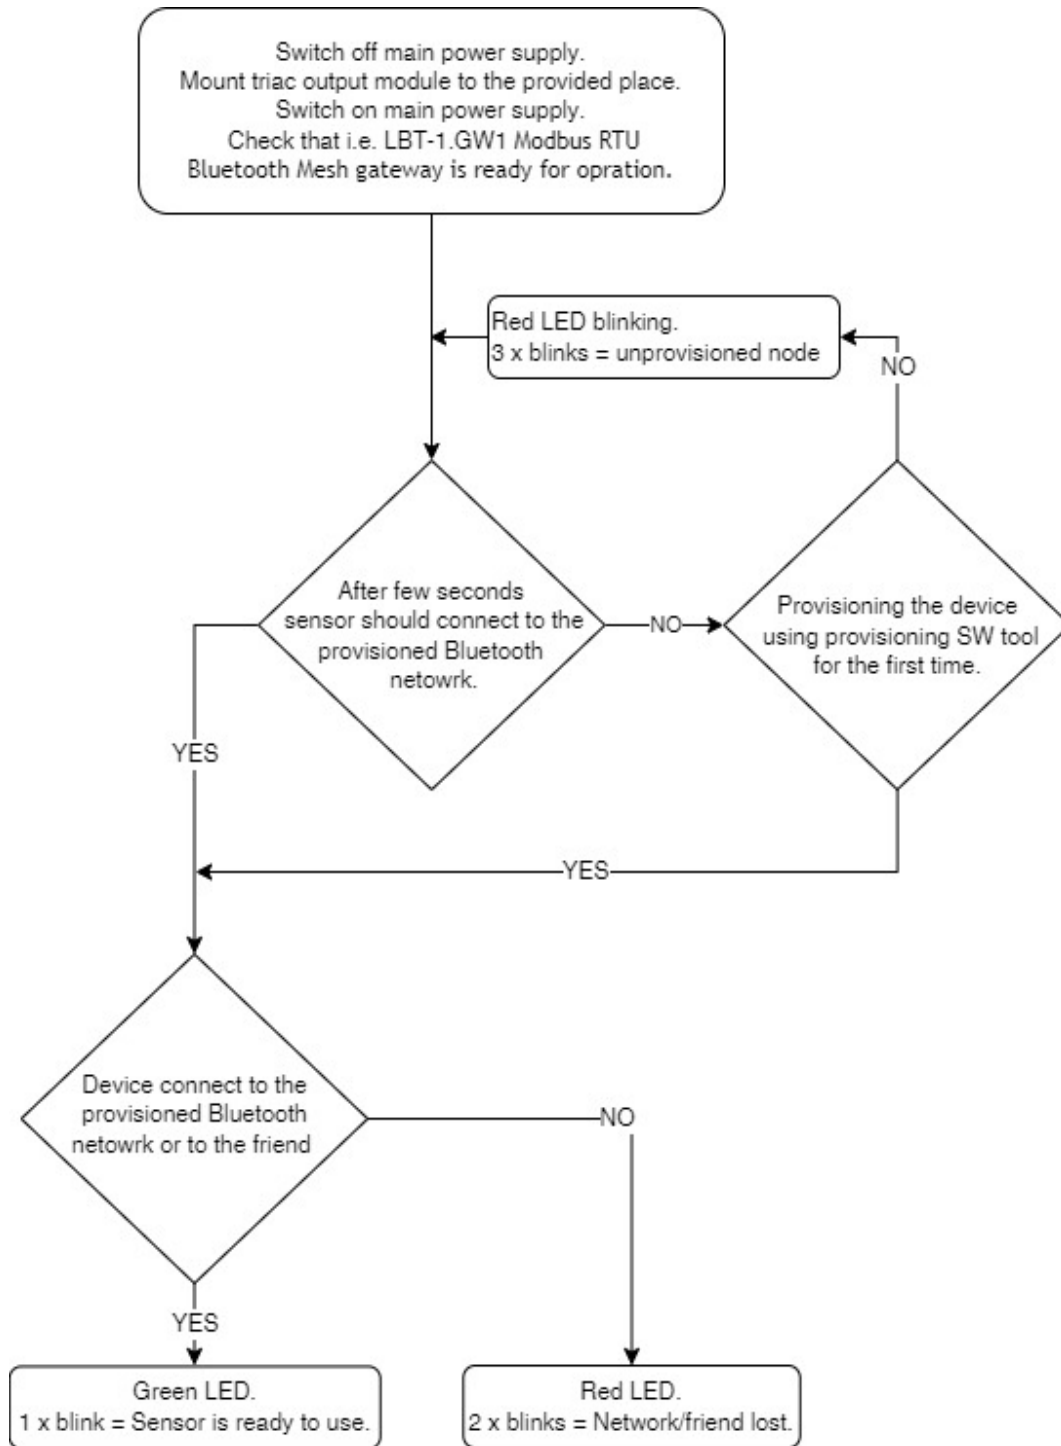 Switch off main power supply.
Mount triac output module to the provided place.
Switch on main power supply.
Check that i.e. LBT-1.GW1 Modbus RTU
Bluetooth Mesh gateway is ready for opration.
Red LED blinking.
3 x blinks = unprovisioned node
NO
After few seconds
sensor should connect to the
provisioned Bluetooth
netowrk.
NO
Provisioning the device
using provisioning SW tool
for the first time.
YES
YES
Device connect to the
provisioned Bluetooth
netowrk or to the friend
NO
YES
Green LED.
1 x blink = Sensor is ready to use.
Red LED.
2 x blinks = Network/friend lost.